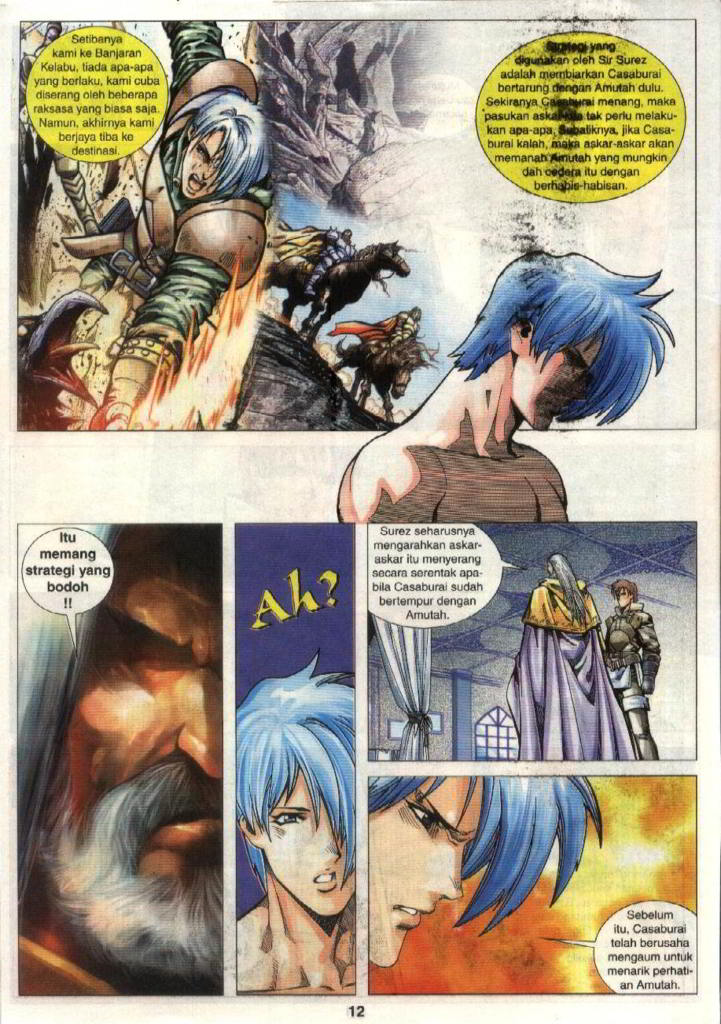 Setibanya
kami ke Banjaran
Kelabu, tiada apa-apa
yang berlaku, kami cuba
diserang oleh beberapa
raksasa yang biasa saja.
Namun, akhirnya kami
berjaya tiba ke
destinasi.
Strategi yang
digunakan oleh Sir Surez
adalah membiarkan Casaburai
bertarung dengan Amutah dulu.
Sekiranya Casaburai menang, maka
pasukan askar kita tak perlu melaku-
kan apa-apa. Sebaliknya, jika Casa-
burai kalah, maka askar-askar akan
memanah Amutah yang mungkin
dah cedera itu dengan
berhabis-habisan.
Itu
memang
strategi yang
bodoh
!!
Ah?
Surez seharusnya
mengarahkan askar-
askar itu menyerang
secara serentak apa-
bila Casaburai sudah
bertempur dengan
Amutah.
Sebelum
itu, Casaburai
telah berusaha
mengaum untuk
menarik perhati-
an Amutah.
12